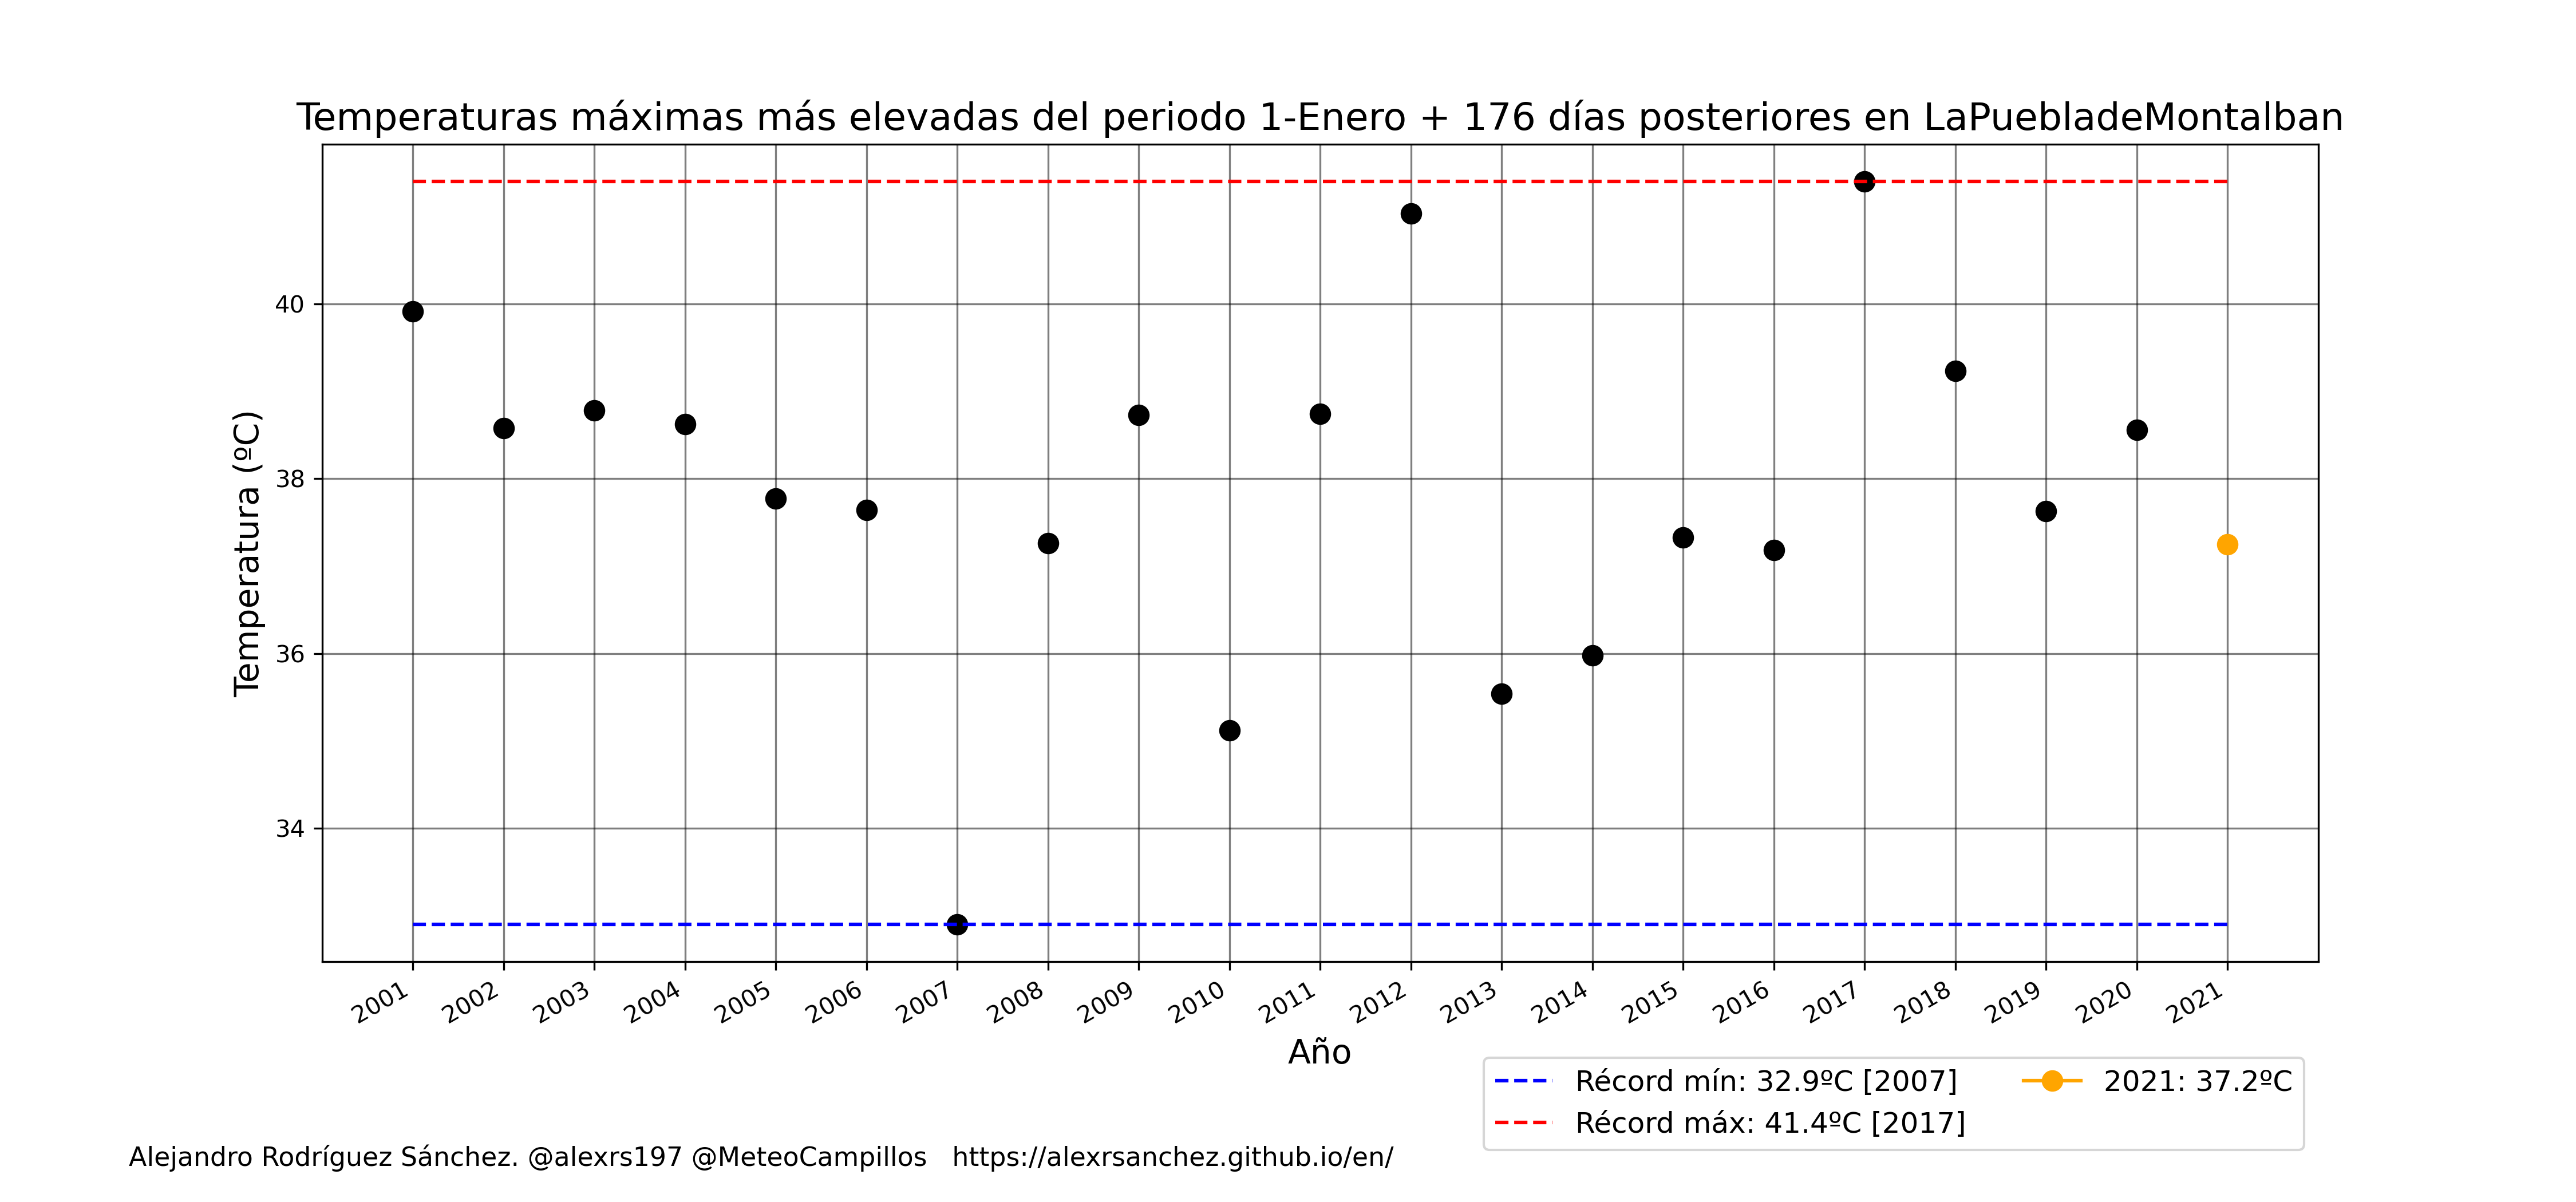 Temperaturas máximas más elevadas del periodo 1-Enero + 176 días posteriores en LaPuebladeMontalban
Temperatura (ºC)
40
38
36
34
2001 2002 2003 2004 2005 2006 2007 2008 2009 2010 2011 2012 2013 2014 2015 2016 2017 2018 2019 2020 2021
Año
Récord mín: 32.9ºC [2007]
Récord máx: 41.4ºC [2017]
2021: 37.2ºC
Alejandro Rodríguez Sánchez. @alexrs197 @MeteoCampillos https://alexrsanchez.github.io/en/